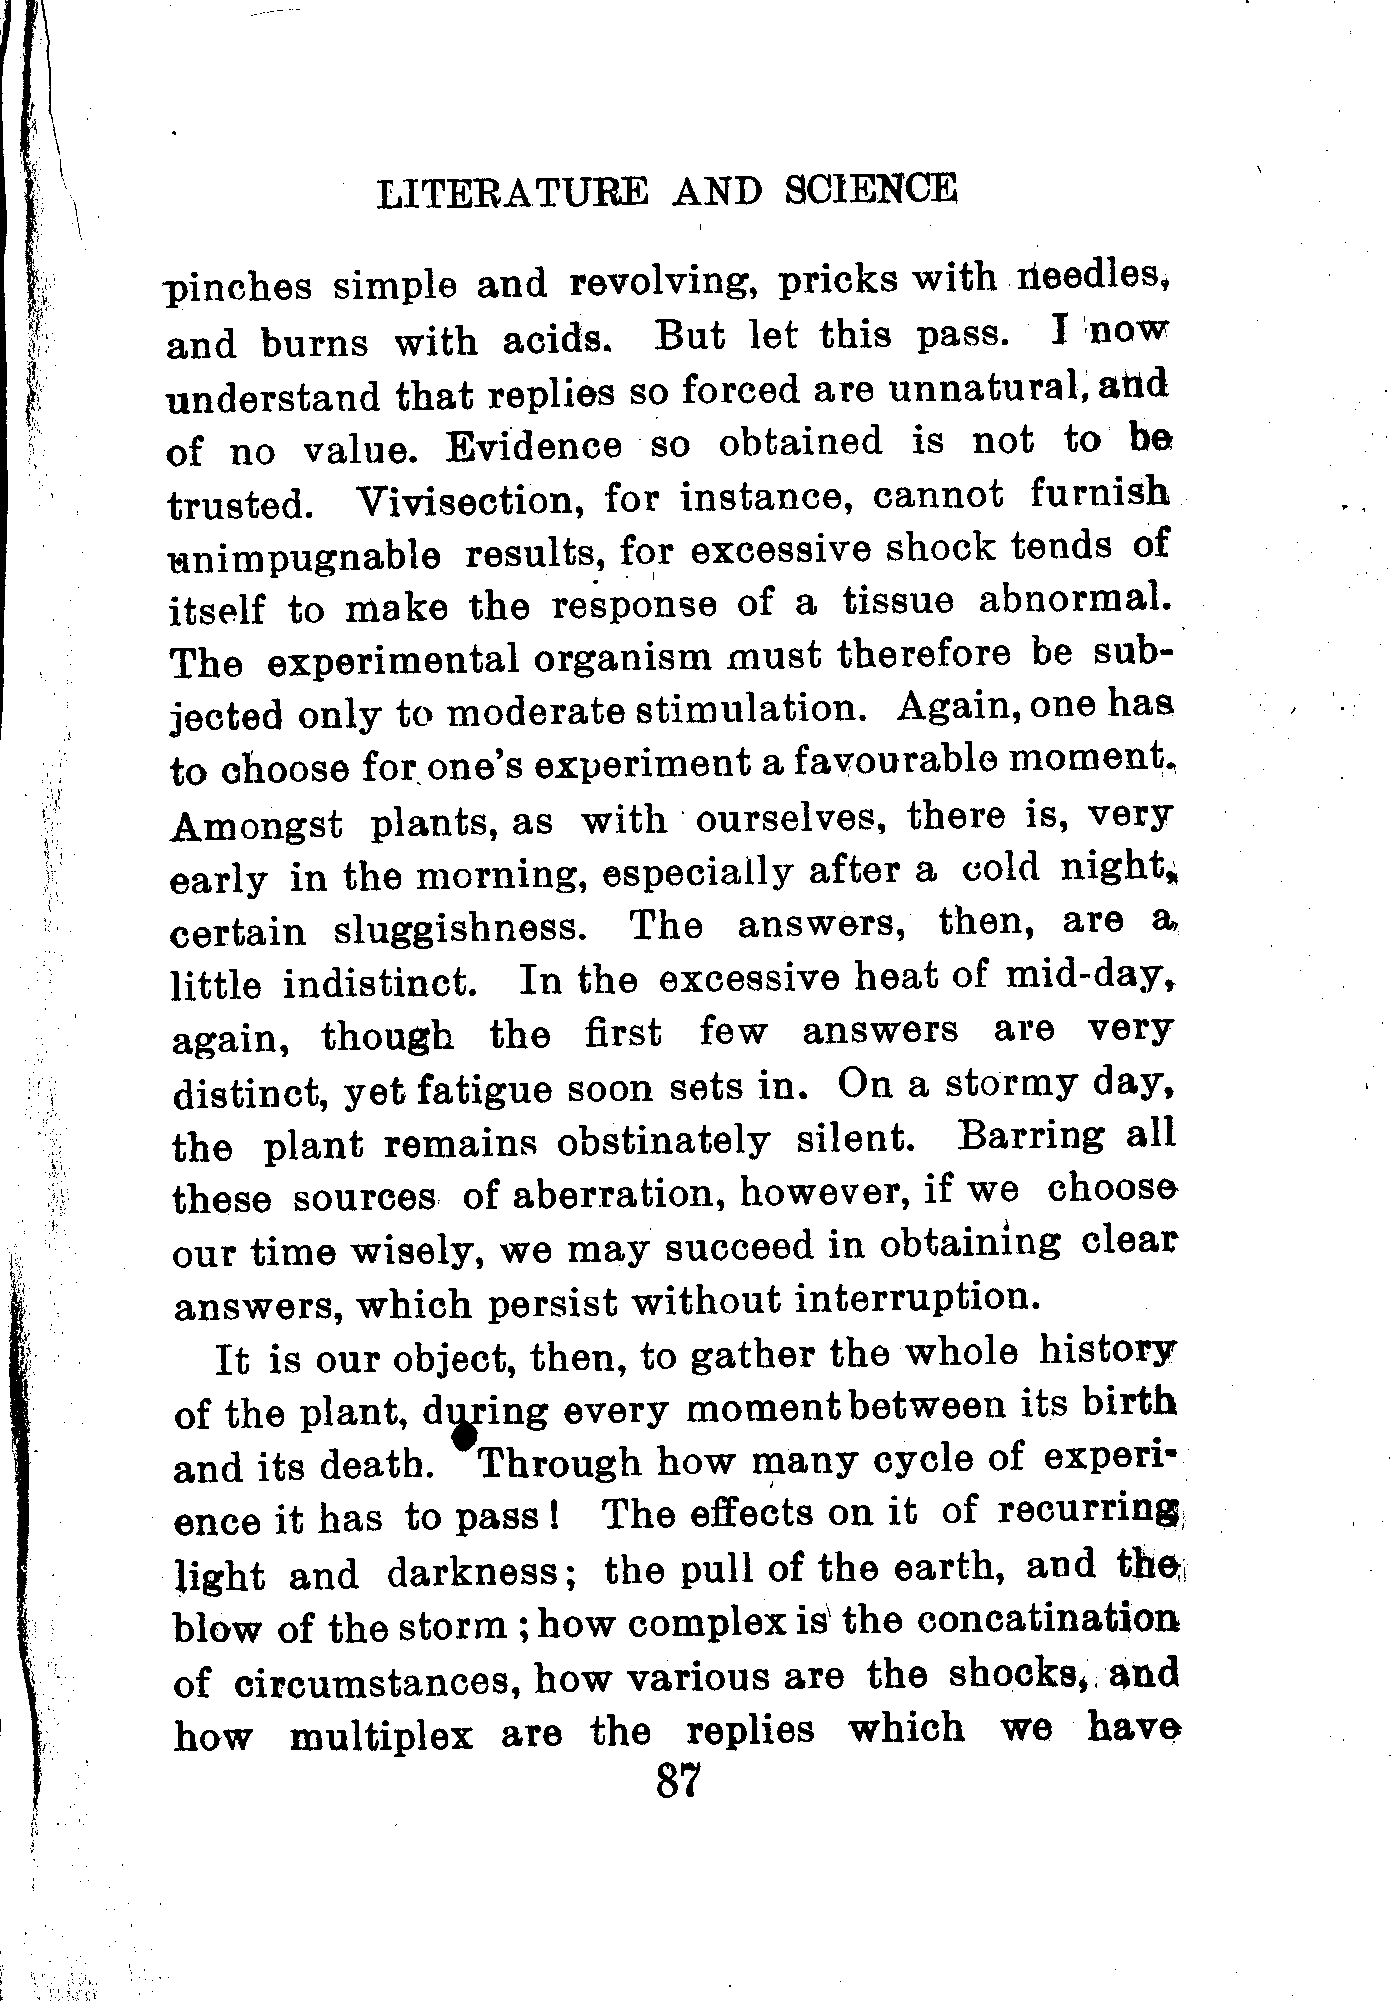 LITERATURE AND SCIENCE
pinches simple and revolving, pricks with needles,
and burns with acids. But let this pass. I now
understand that replies so forced are unnatural, and
of no value. Evidence so obtained is not to be
trusted. Vivisection, for instance, cannot furnish
unimpugnable results, for excessive shock tends of
itself to make the response of a tissue abnormal.
The experimental organism must therefore be sub-
jected only to moderate stimulation. Again, one has
to choose for one's experiment a favourable moment.
Amongst plants, as with ourselves, there is, very
early in the morning, especially after a cold night,
certain sluggishness. The answers, then, are a
little indistinct. In the excessive heat of mid-day,
again, though the first few answers are very
distinct, yet fatigue soon sets in. On a stormy day,
the plant remains obstinately silent. Barring all
these sources of aberration, however, if we choose
our time wisely, we may succeed in obtaining clear
answers, which persist without interruption.
It is our object, then, to gather the whole history
of the plant, during every moment between its birth
and its death. Through how many cycle of experi-
ence it has to pass! The effects on it of recurring
light and darkness; the pull of the earth, and the
blow of the storm ; how complex is the concatination
of circumstances, how various are the shocks, and
how multiplex are the replies which we have
87